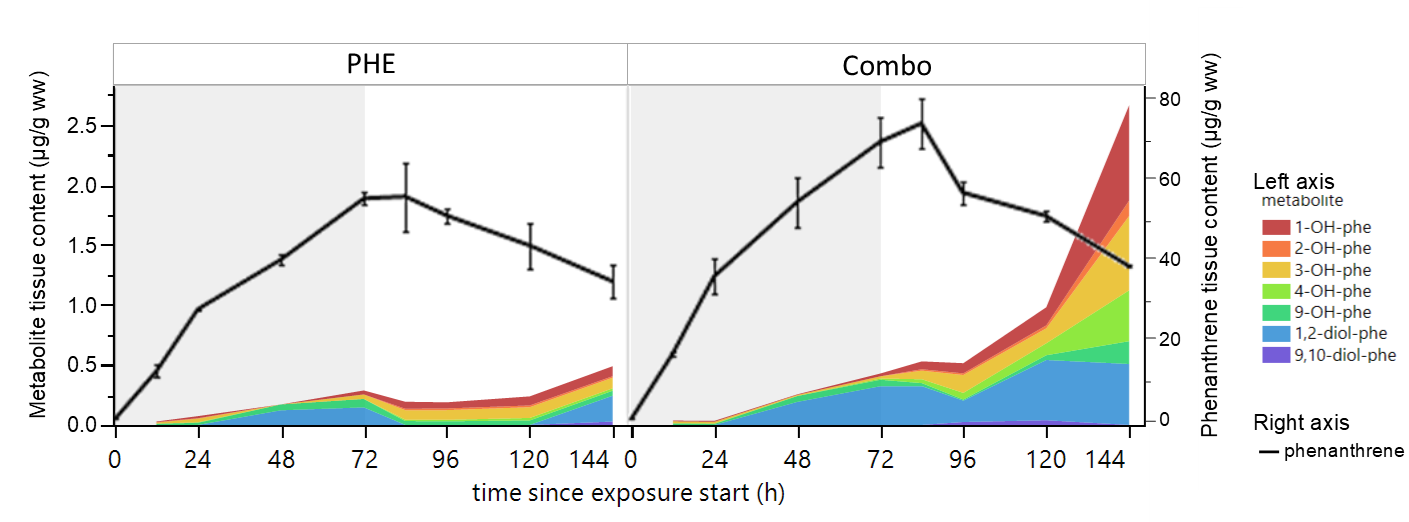 PHE
Combo
Metabolite tissue content (µg/g ww)
2.5
2.0
1.5
1.0
0.5
0.0
80
60
40
20
0
Phenanthrene tissue content (µg/g ww)
0 24 48 72 96 120 144 0 24 48 72 96 120 144
time since exposure start (h)
Left axis
metabolite
1-OH-phe
2-OH-phe
3-OH-phe
4-OH-phe
9-OH-phe
1,2-diol-phe
9,10-diol-phe
Right axis
phenanthrene